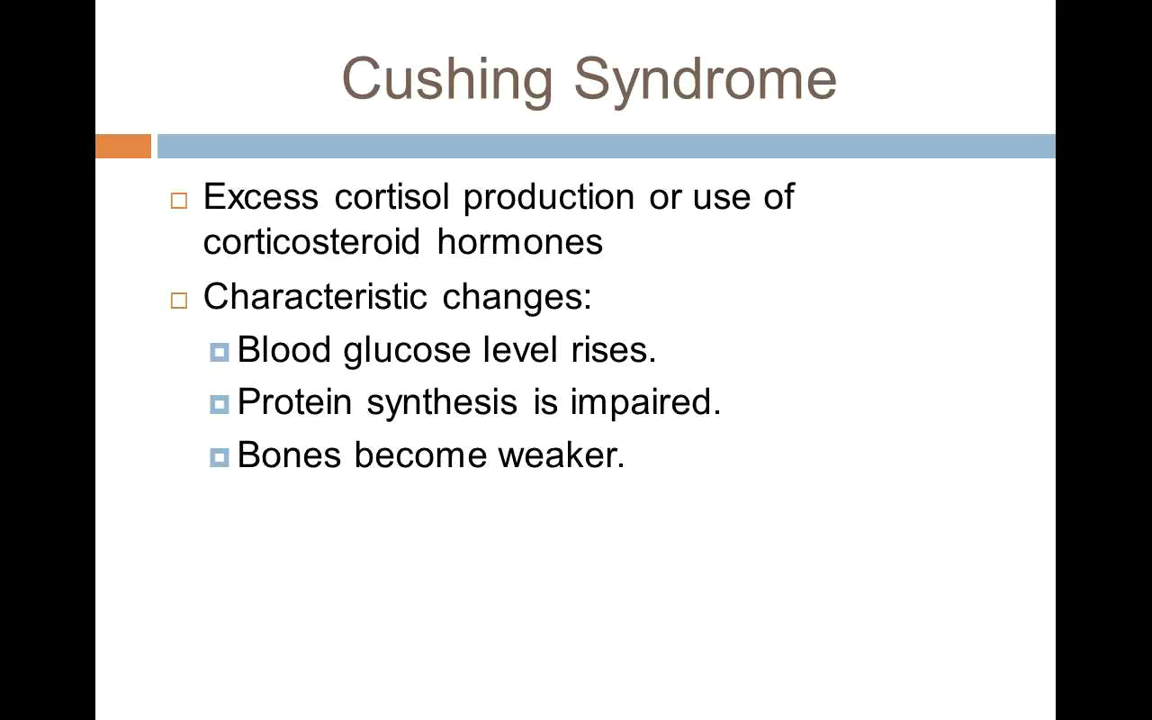 Cushing Syndrome
Excess cortisol production or use of
corticosteroid hormones
Characteristic changes:
Blood glucose level rises.
Protein synthesis is impaired.
Bones become weaker.